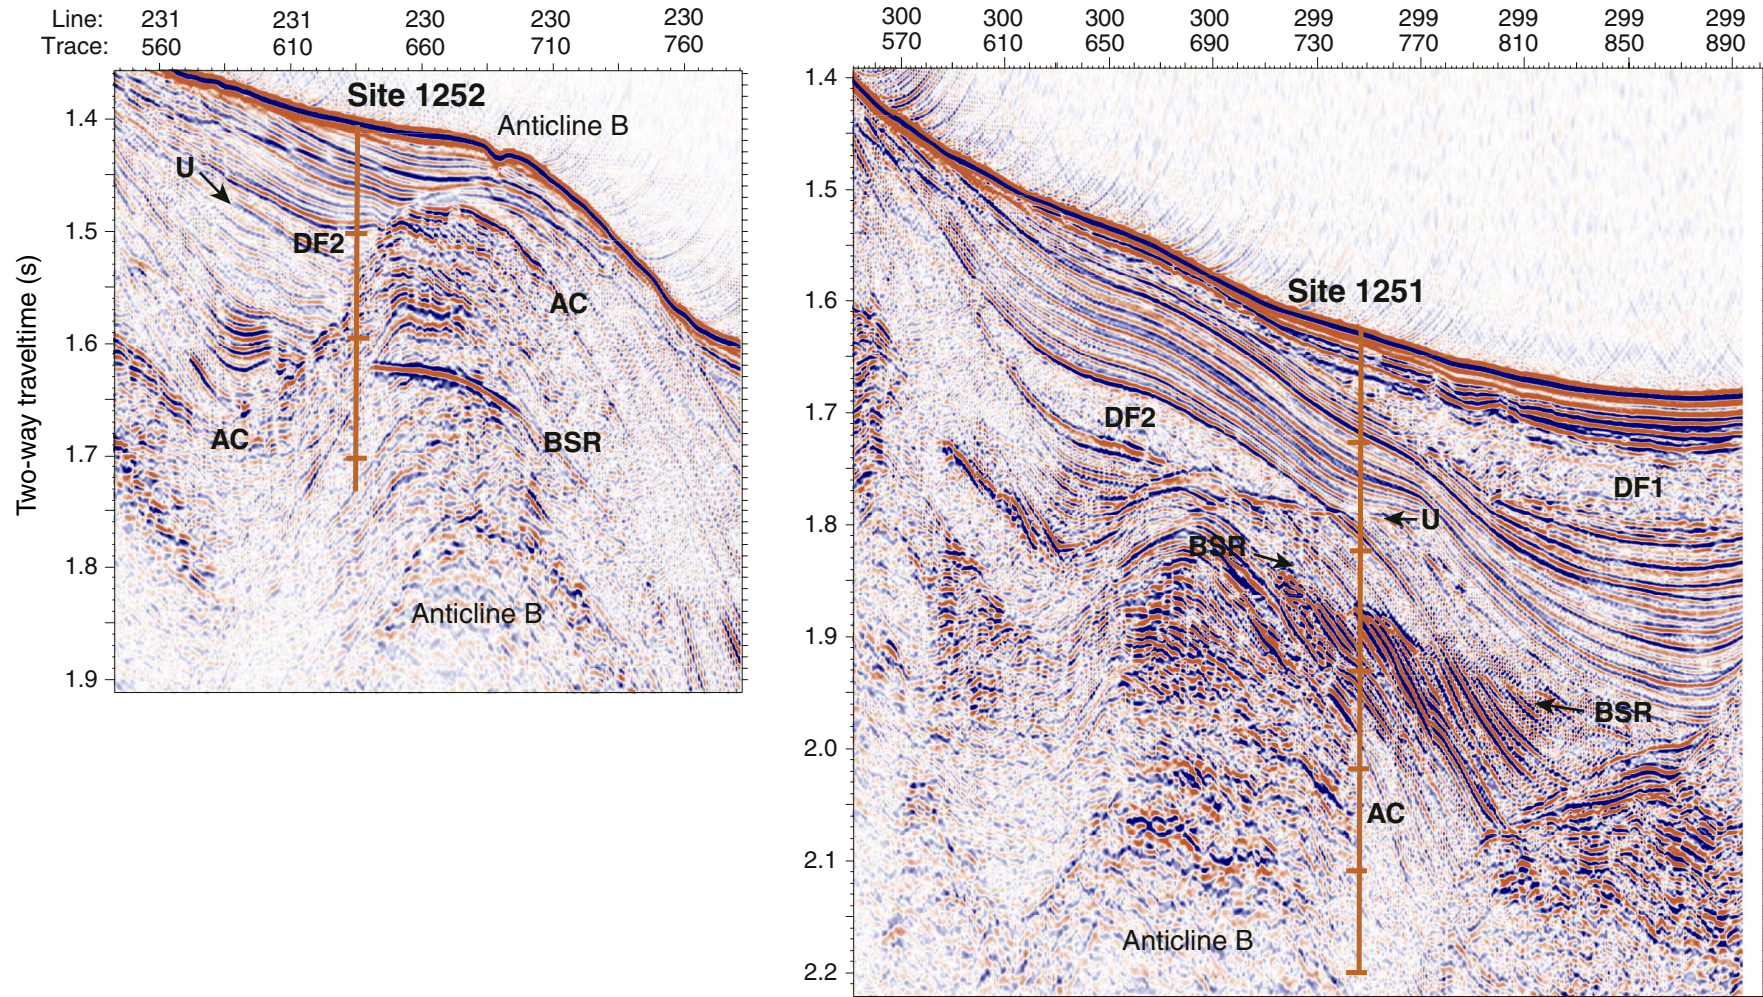 Line: 231 231 230 230 230
Trace: 560 610 660 710 760
Two-way traveltime (s)
1.4
1.5
1.6
1.7
1.8
1.9
Site 1252
Anticline B
U
DF2
AC
AC
BSR
Anticline B
300 300 300 300 299 299 299 299 299
570 610 650 690 730 770 810 850 890
1.4
1.5
1.6
1.7
1.8
1.9
2.0
2.1
2.2
Site 1251
DF2
DF1
U
BSR
BSR
AC
Anticline B